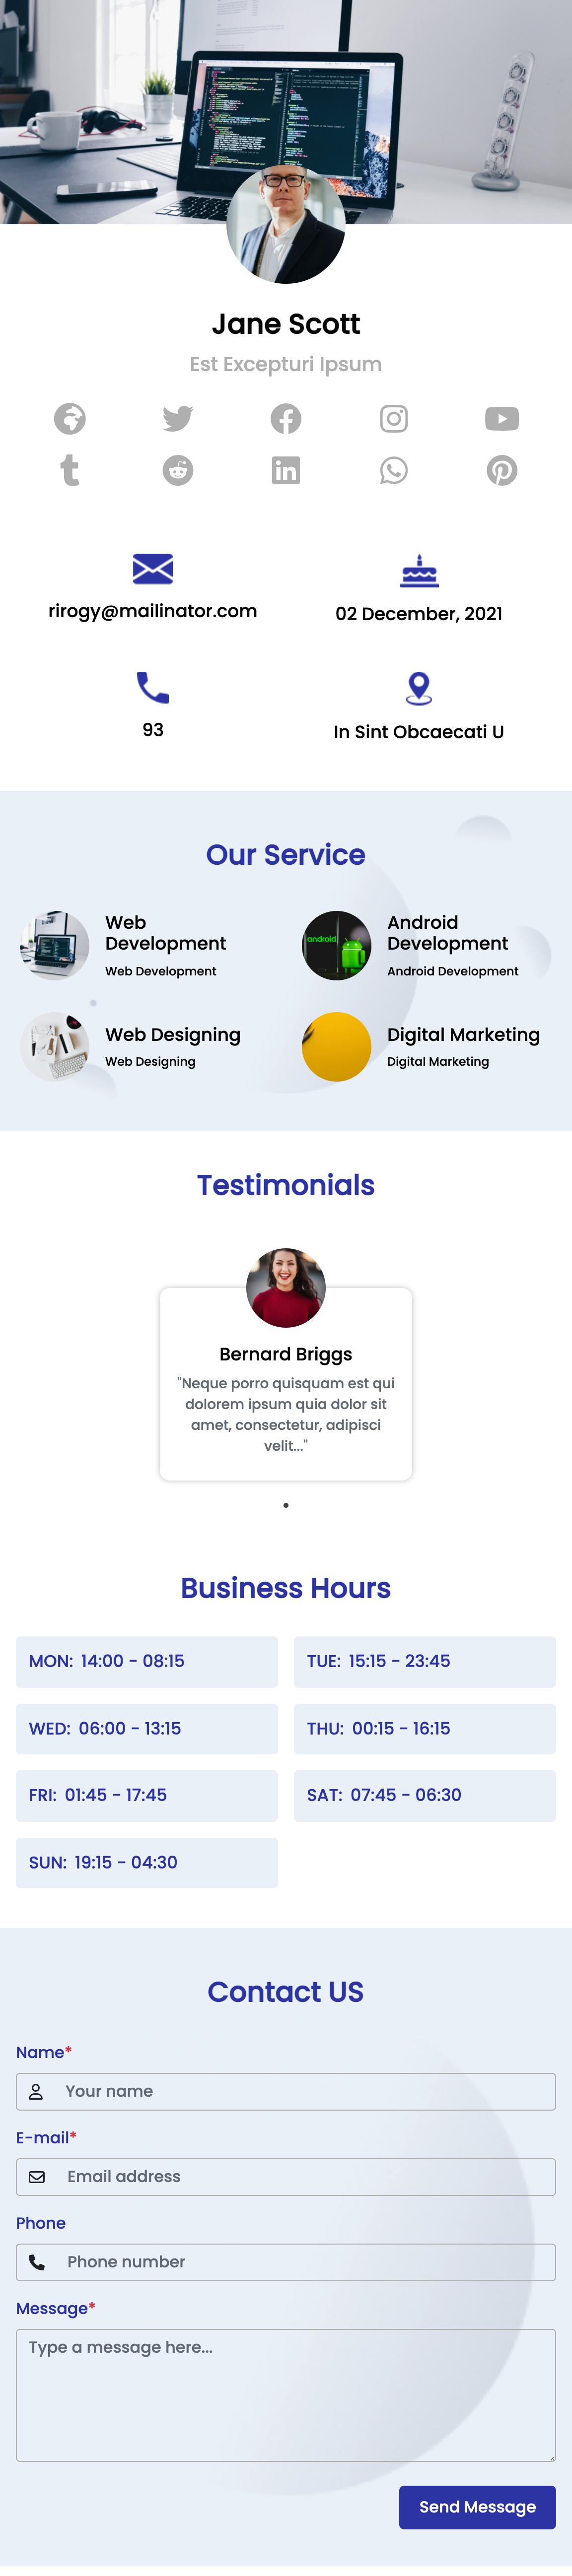 Jane Scott
Est Excepturi Ipsum
rirogy@mailinator.com
02 December, 2021
93
In Sint Obcaecati U
Our Service
Web
Development
Web Development
android
Android
Development
Android Development
Web Designing
Web Designing
Digital Marketing
Digital Marketing
Testimonials
Bernard Briggs
"Neque porro quisquam est qui
dolorem ipsum quia dolor sit
amet, consectetur, adipisci
velit..."
Business Hours
MON: 14:00 - 08:15
TUE: 15:15 - 23:45
WED: 06:00 - 13:15
THU: 00:15 - 16:15
FRI: 01:45 - 17:45
SAT: 07:45 - 06:30
SUN: 19:15 - 04:30
Contact US
Name*
Your name
E-mail*
Email address
Phone
Phone number
Message*
Type a message here...
Send Message